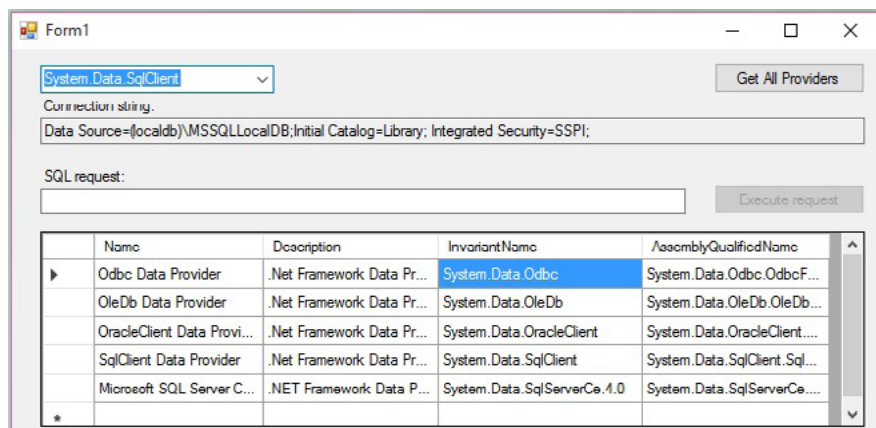 Form1
System.Data.SqlClient
Get All Providers
Connection string:
Data Source=(localdb)\MSSQLLocalDB;Initial Catalog=Library; Integrated Security=SSPI;
SQL request:
Execute request
Name Description InvariantName AssemblyQualifiedName
Odbc Data Provider .Net Framework Data Pr... System.Data.Odbc System.Data.Odbc.OdbcF...
OleDb Data Provider .Net Framework Data Pr... System.Data.OleDb System.Data.OleDb.OleDb...
OracleClient Data Provi... .Net Framework Data Pr... System.Data.OracleClient System.Data.OracleClient....
SqlClient Data Provider .Net Framework Data Pr... System.Data.SqlClient System.Data.SqlClient.Sql...
Microsoft SQL Server C... .NET Framework Data P... System.Data.SqlServerCe.4.0 System.Data.SqlServerCe....